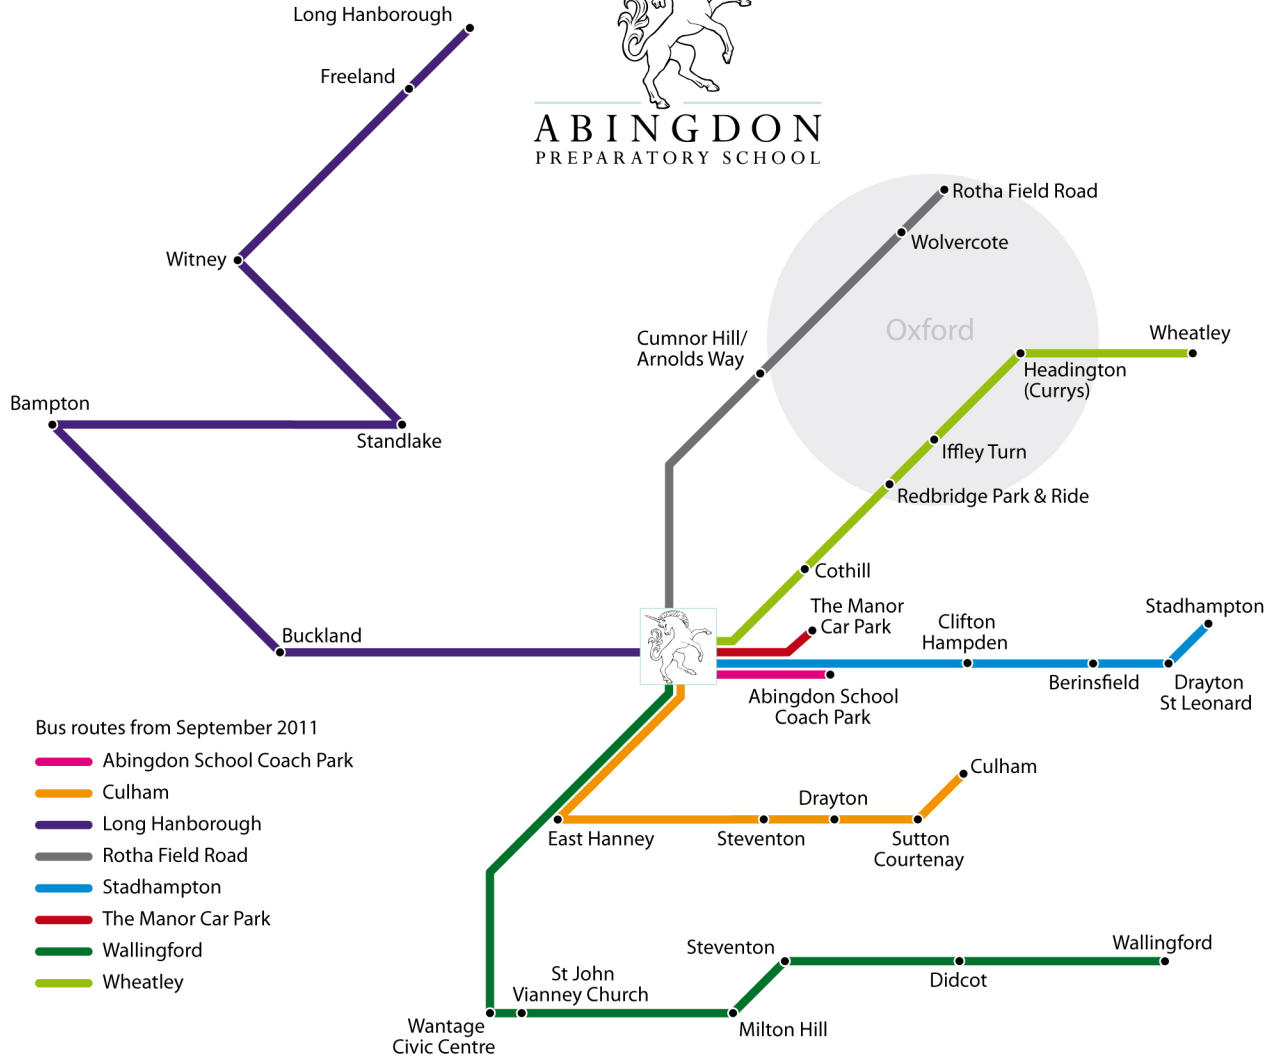 Long Hanborough
Freeland
ABINGDON
PREPARATORY SCHOOL
Rotha Field Road
Wolvercote
Witney
Oxford
Cumnor Hill/
Arnolds Way
Wheatley
Headington
(Currys)
Bampton
Standlake
Iffley Turn
Redbridge Park & Ride
Cothill
The Manor
Car Park
Clifton
Hampden
Stadhampton
Buckland
Berinsfield
Drayton
St Leonard
Abingdon School
Coach Park
Bus routes from September 2011
Abingdon School Coach Park
Culham
Long Hanborough
Rotha Field Road
Stadhampton
The Manor Car Park
Wallingford
Wheatley
Culham
Drayton
East Hanney
Steventon
Sutton
Courtenay
Steventon
Wallingford
Didcot
St John
Vianney Church
Wantage
Civic Centre
Milton Hill